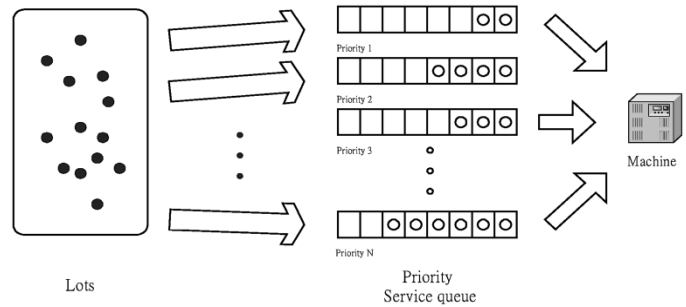 Priority 1
Priority 2
Priority 3
Priority N
Machine
Lots
Priority
Service queue